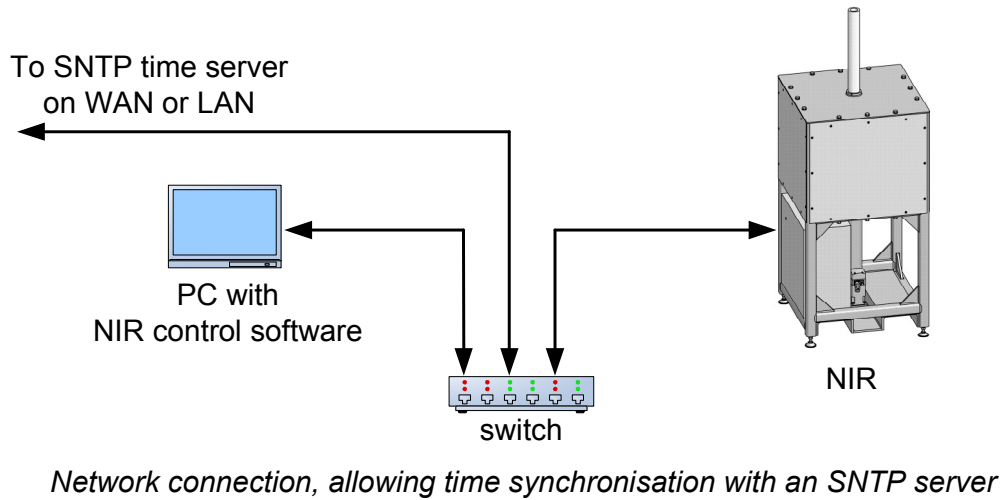 To SNTP time server
on WAN or LAN
PC with
NIR control software
NIR
switch
Network connection, allowing time synchronisation with an SNTP server